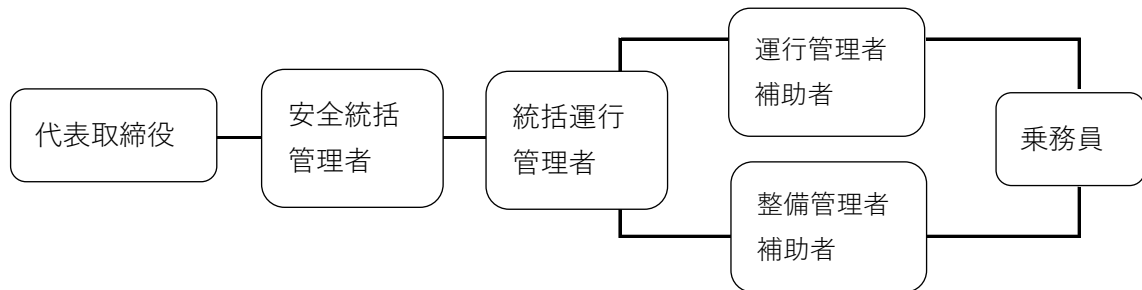 代表取締役
安全統括
管理者
統括運行
管理者
運行管理者
補助者
整備管理者
補助者
乗務員